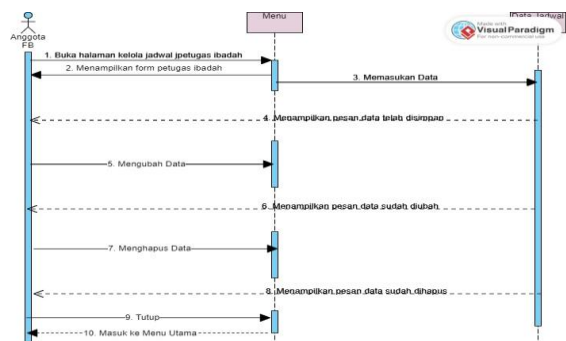 Menu
Data Jadwal
Made with
Visual Paradigm
For non-commercial use
Anggota
FB
1. Buka halaman kelola jadwal jpetugas ibadah
2. Menampilkan form petugas ibadah
3. Memasukan Data
4. Menampilkan pesan data telah disimpan
5. Mengubah Data
6. Menampilkan pesan data sudah diubah
7. Menghapus Data
8. Menampilkan pesan data sudah dihapus
9. Tutup
10. Masuk ke Menu Utama